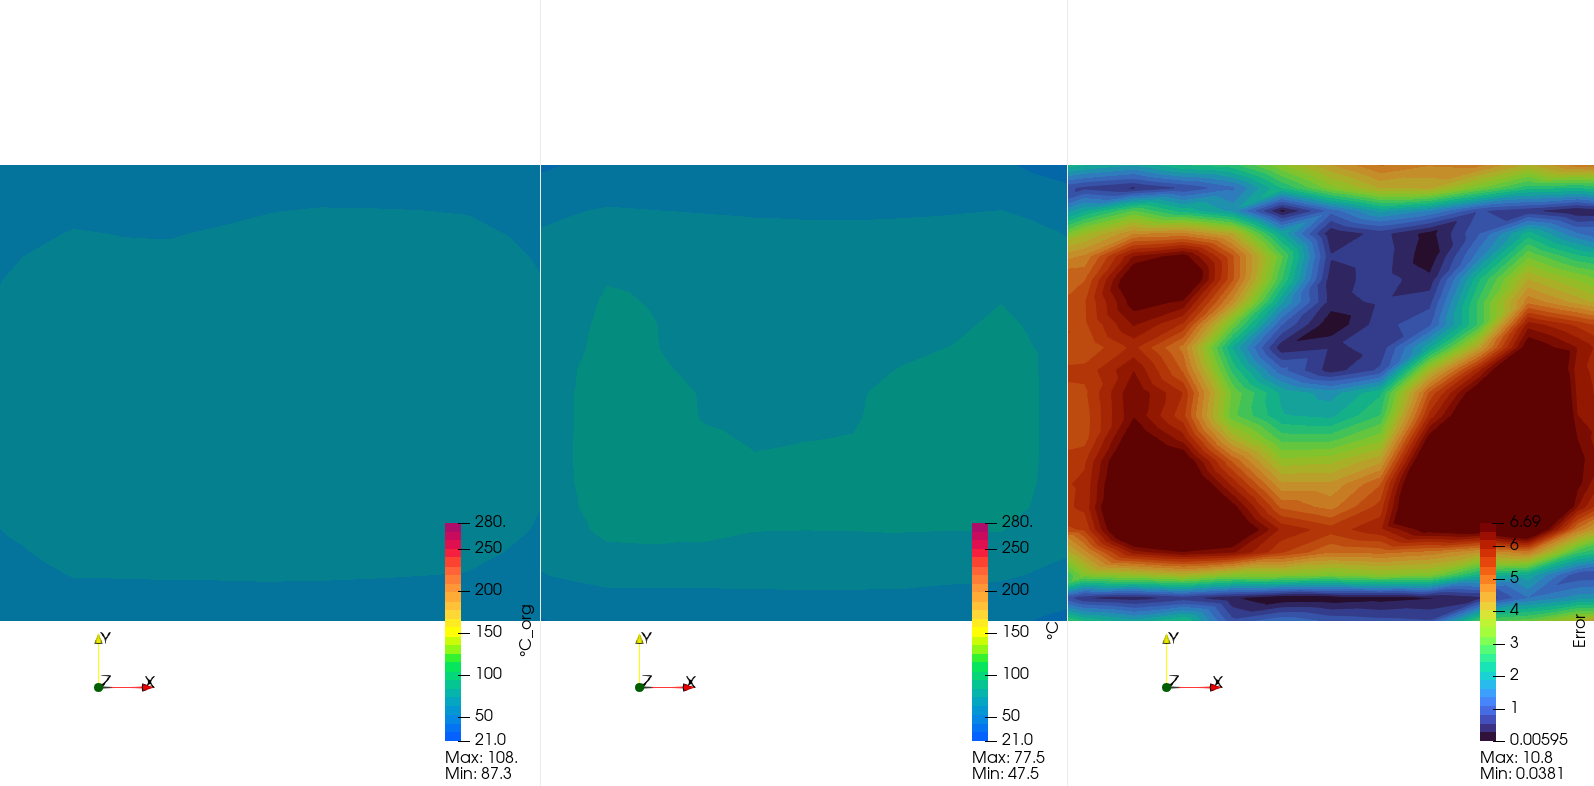 280.
250
200
150
100
50
21.0
°C_org
Max: 108.
Min: 87.3
Y
Z
X
280.
250
200
150
100
50
21.0
°C
Max: 77.5
Min: 47.5
Y
Z
X
6.69
6
5
4
3
2
1
0.00595
Error
Max: 10.8
Min: 0.0381
Y
Z
X